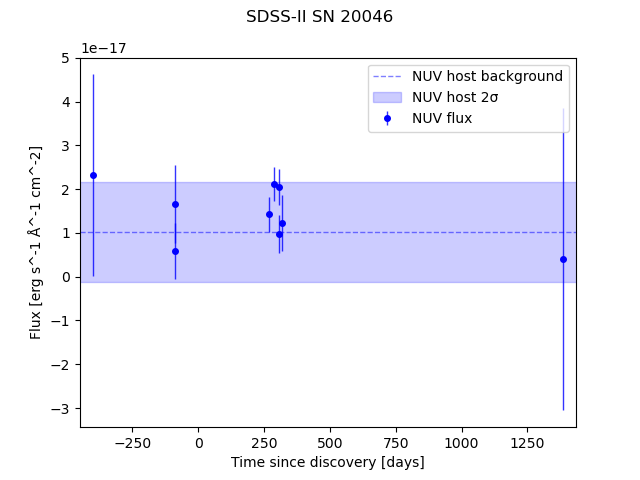 SDSS-II SN 20046
1e−17
NUV host background
NUV host 2σ
NUV flux
5
4
3
2
1
0
−1
−2
−3
Flux [erg s^-1 Å^-1 cm^-2]
−250 0 250 500 750 1000 1250
Time since discovery [days]